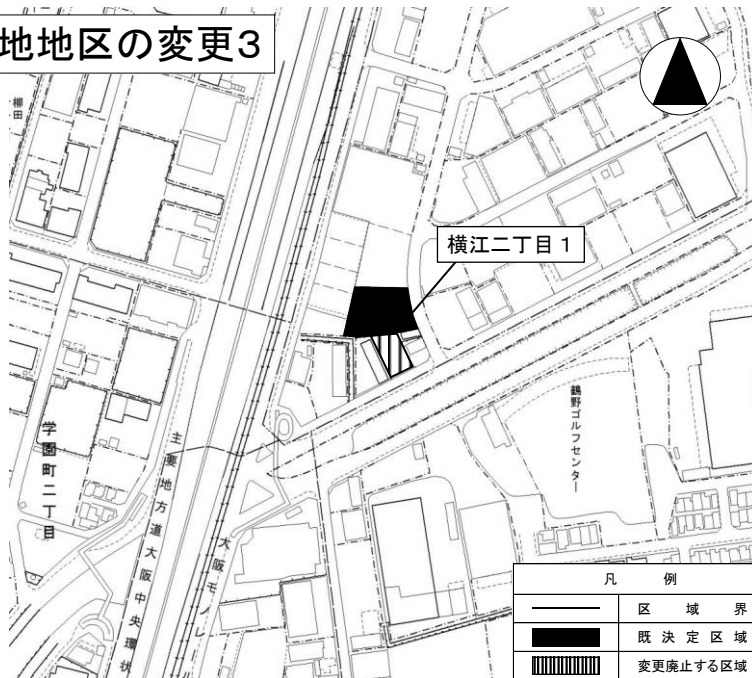 地地区の変更3
柳田
横江二丁目1
鶴野ゴルフセンター
学園町二丁目
主要地方道大阪中央環状
大阪モノレー
凡 例
区 域 界
既 決 定 区 域
変更廃止する区域